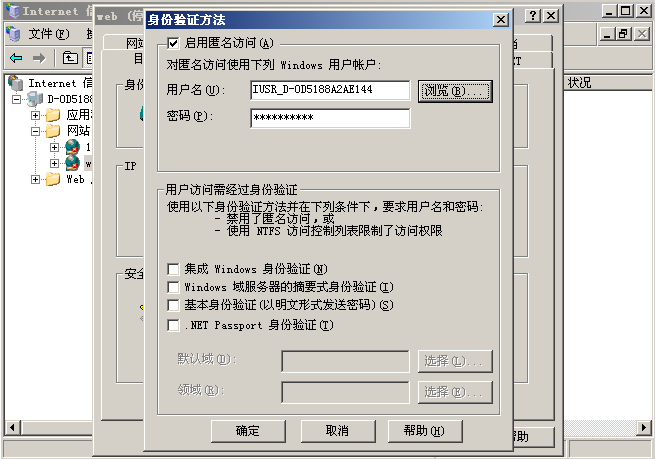 Internet 信
web (停
身份验证方法
文件(F)
网站
目
启用匿名访问(A)
对匿名访问使用下列 Windows 用户帐户:
用户名(U):
IUSR_D-OD5188A2AE144
浏览(B)...
密码(P):
**********
状况
Internet 信
D-OD5188
网站
1
w
Web
身份
IP
安全
用户访问需经过身份验证
使用以下身份验证方法并在下列条件下，要求用户名和密码:
- 禁用了匿名访问，或
- 使用 NTFS 访问控制列表限制了访问权限
集成 Windows 身份验证(N)
Windows 域服务器的摘要式身份验证(I)
基本身份验证(以明文形式发送密码)(S)
.NET Passport 身份验证(T)
默认域(D):
选择(L)...
领域(R):
选择(E)...
确定
取消
帮助(H)
帮助